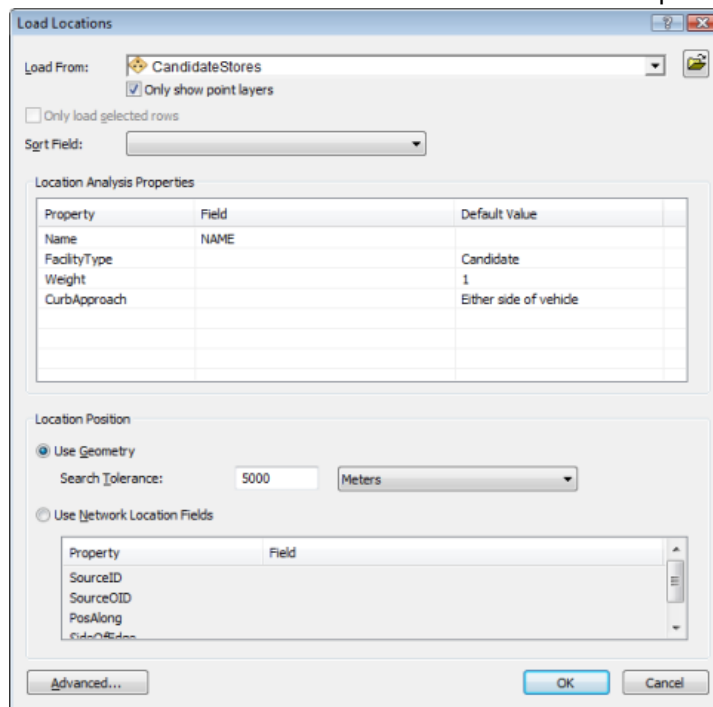 Load Locations
Load From: CandidateStores
Only show point layers
Only load selected rows
Sort Field:
Location Analysis Properties
Property Field Default Value
Name NAME
FacilityType Candidate
Weight 1
CurbApproach Either side of vehicle
Location Position
Use Geometry
Search Tolerance: 5000 Meters
Use Network Location Fields
Property Field
SourceID
SourceOID
PosAlong
SideOfEdge
Advanced... OK Cancel